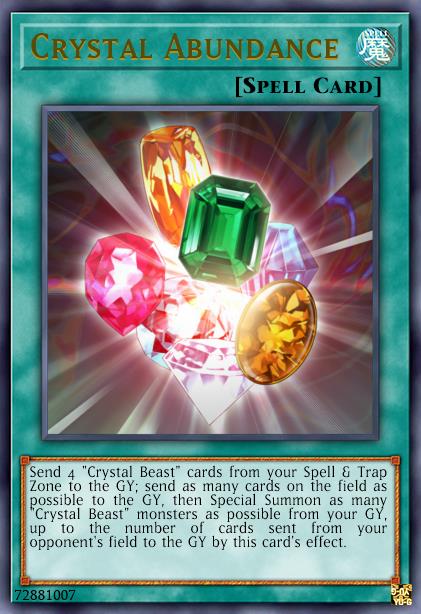 CRYSTAL ABUNDANCE
魔
[SPELL CARD]
Send 4 "Crystal Beast" cards from your Spell & Trap
Zone to the GY; send as many cards on the field as
possible to the GY, then Special Summon as many
"Crystal Beast" monsters as possible from your GY,
up to the number of cards sent from your
opponent's field to the GY by this card's effect.
72881007